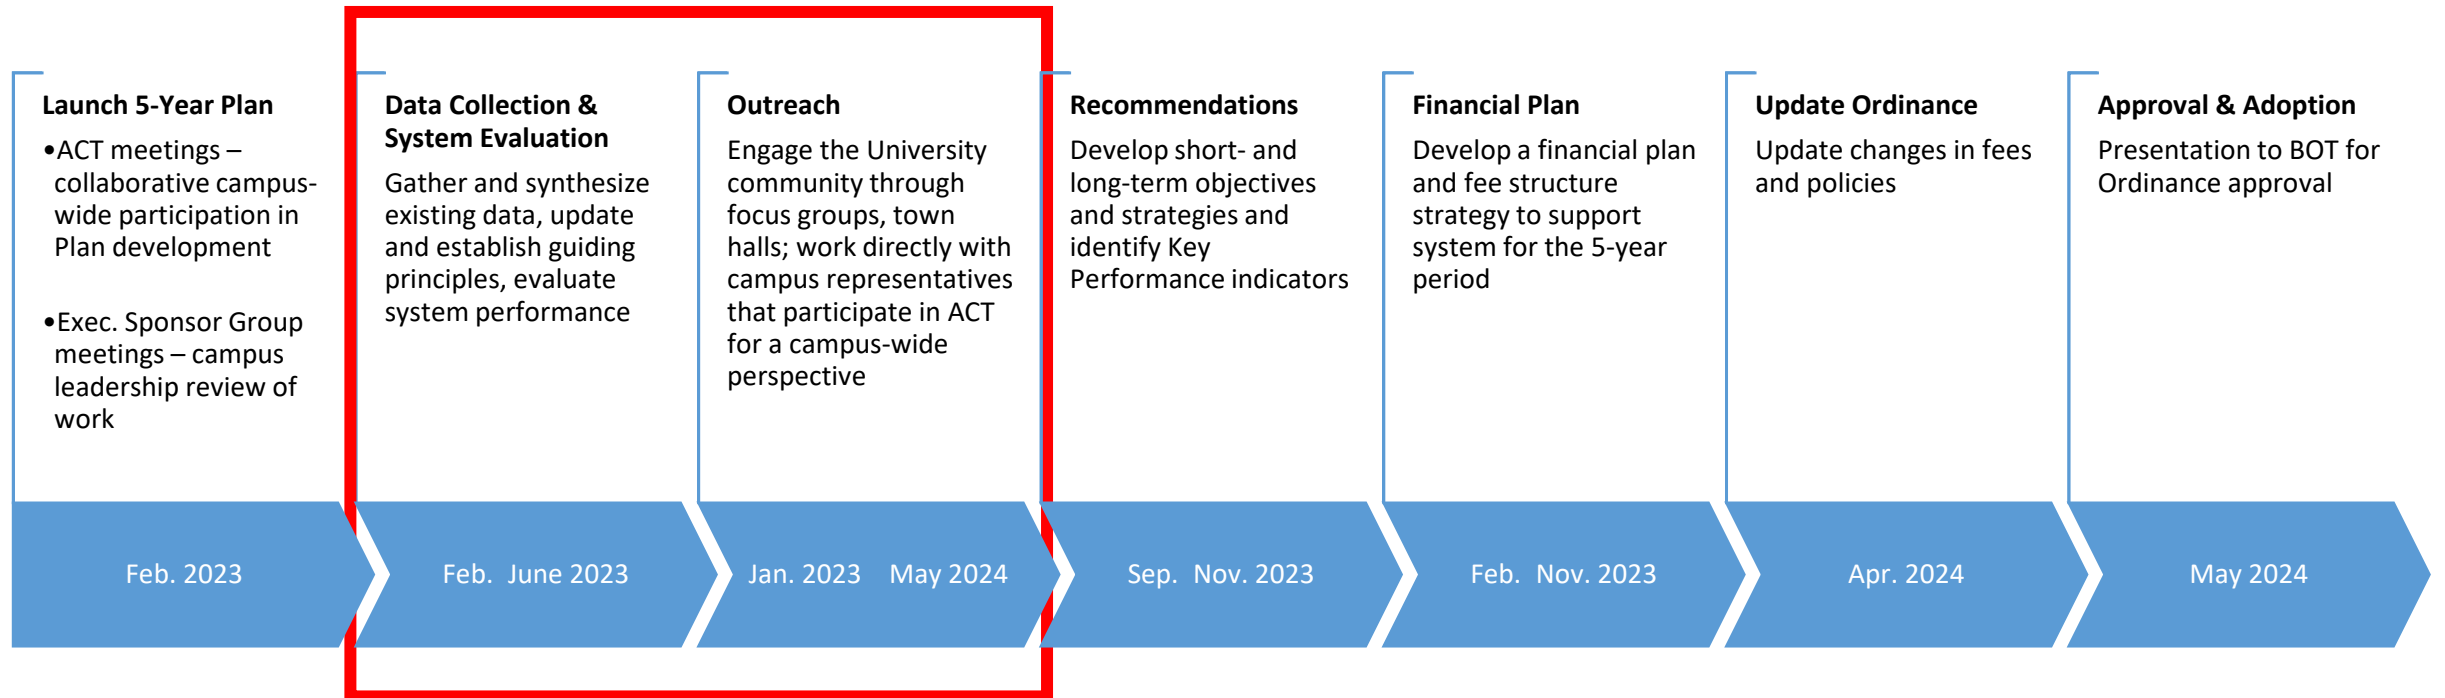 Launch 5-Year Plan
•ACT meetings –
collaborative campus-
wide participation in
Plan development
•Exec. Sponsor Group
meetings – campus
leadership review of
work
Data Collection &
System Evaluation
Gather and synthesize
existing data, update
and establish guiding
principles, evaluate
system performance
Outreach
Engage the University
community through
focus groups, town
halls; work directly with
campus representatives
that participate in ACT
for a campus-wide
perspective
Recommendations
Develop short- and
long-term objectives
and strategies and
identify Key
Performance indicators
Financial Plan
Develop a financial plan
and fee structure
strategy to support
system for the 5-year
period
Update Ordinance
Update changes in fees
and policies
Approval & Adoption
Presentation to BOT for
Ordinance approval
Feb. 2023
Feb. June 2023
Jan. 2023 May 2024
Sep. Nov. 2023
Feb. Nov. 2023
Apr. 2024
May 2024